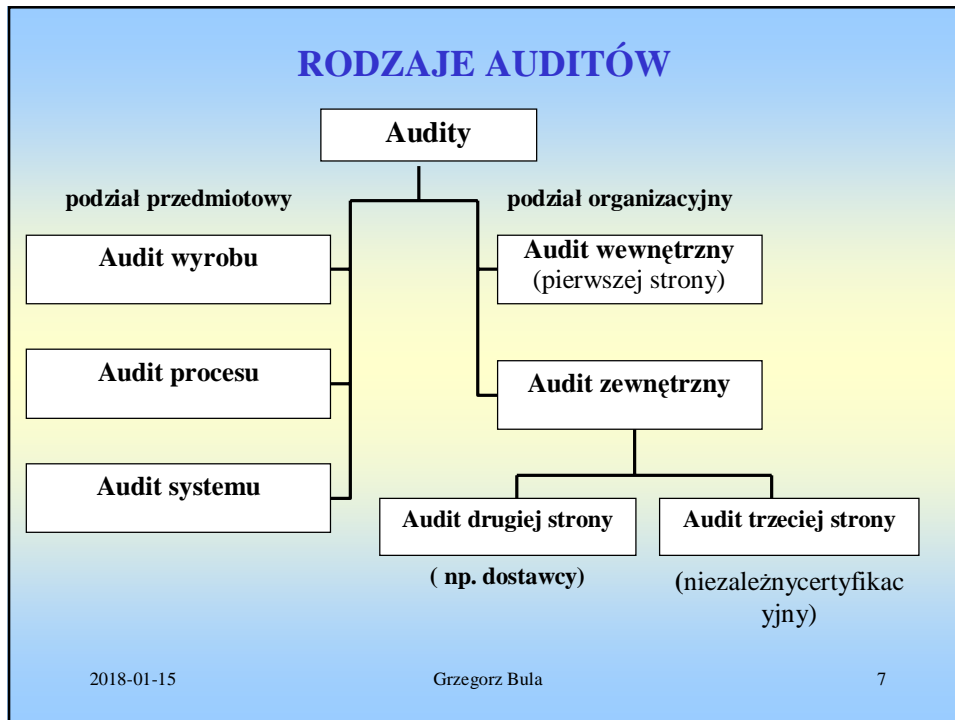 RODZAJE AUDITÓW
Audity
podział przedmiotowy
podział organizacyjny
Audit wyrobu
Audit wewnętrzny
(pierwszej strony)
Audit procesu
Audit zewnętrzny
Audit systemu
Audit drugiej strony
Audit trzeciej strony
( np. dostawcy)
(niezależnycertyfikac
yjny)
2018-01-15
Grzegorz Bula
7